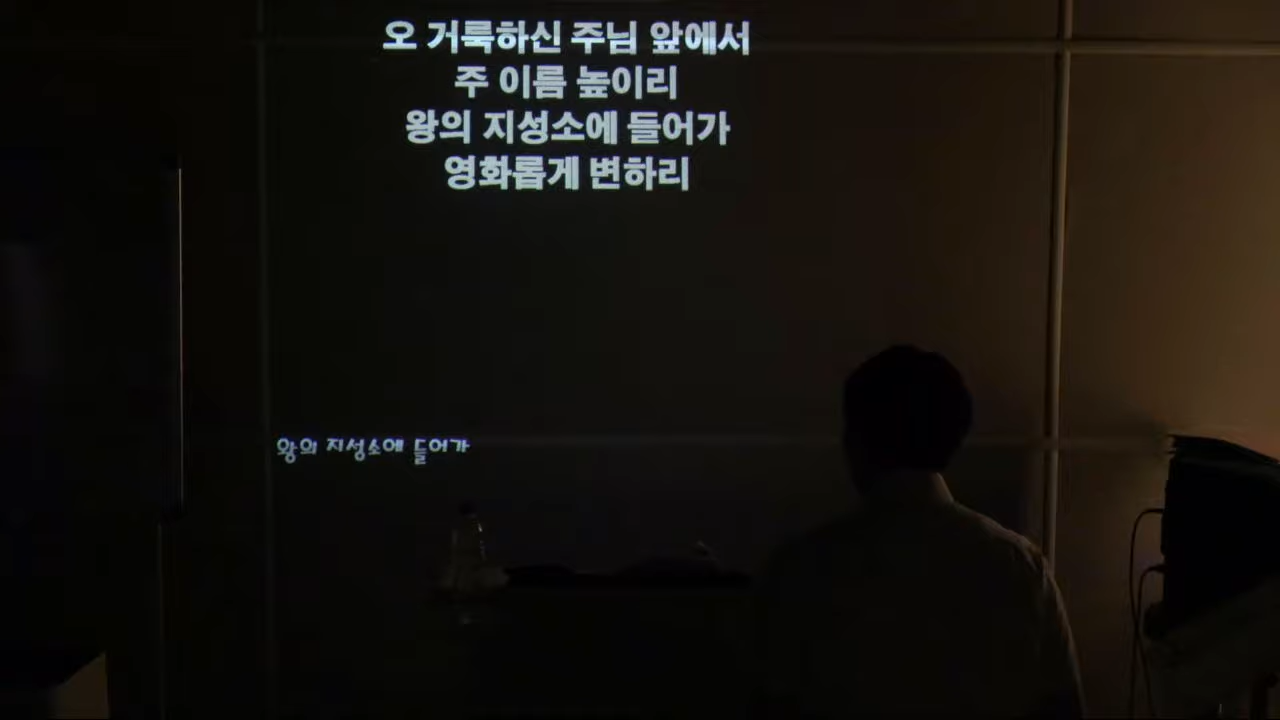 오 거룩하신 주님 앞에서
주 이름 높이리
왕의 지성소에 들어가
영화롭게 변하리
왕의 지성소에 들어가